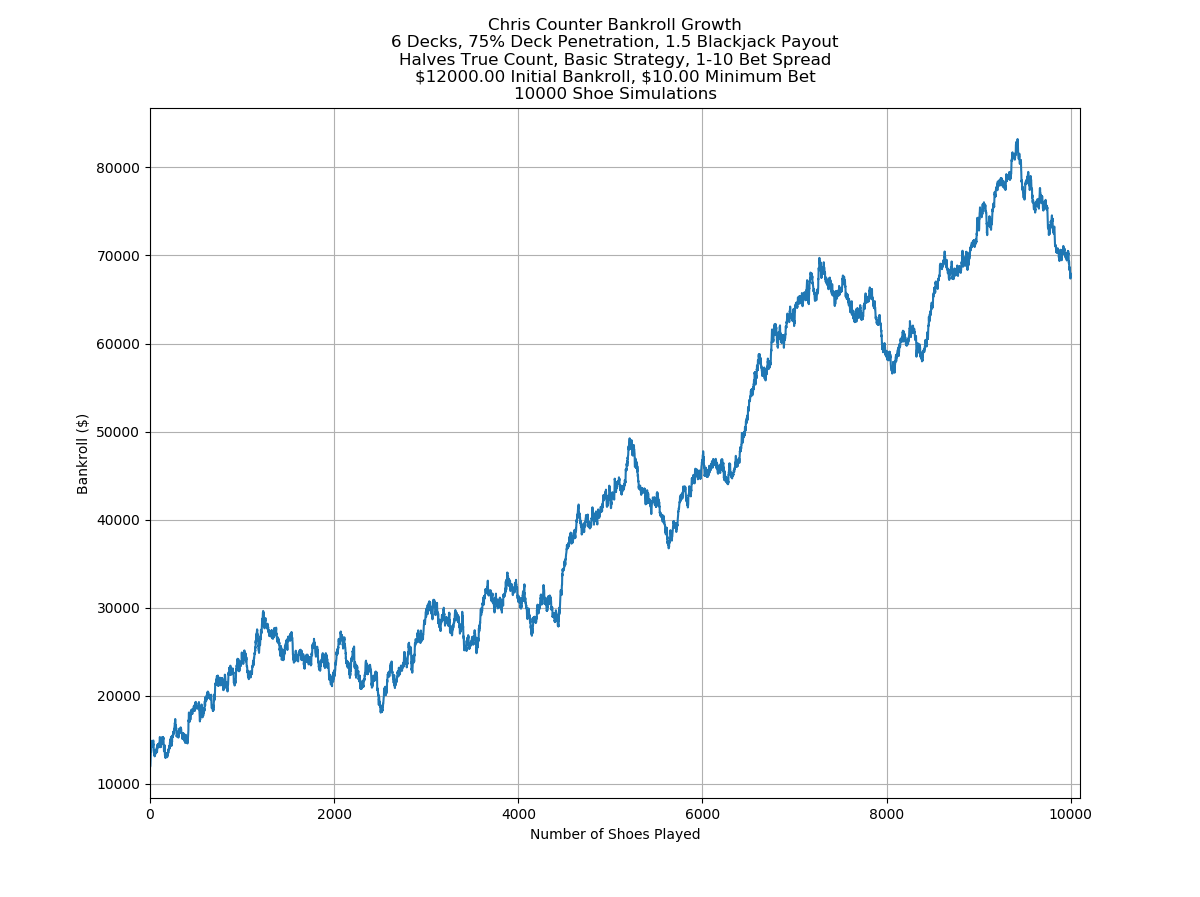 Chris Counter Bankroll Growth
6 Decks, 75% Deck Penetration, 1.5 Blackjack Payout
Halves True Count, Basic Strategy, 1-10 Bet Spread
$12000.00 Initial Bankroll, $10.00 Minimum Bet
10000 Shoe Simulations
80000
70000
60000
50000
40000
30000
20000
10000
Bankroll ($)
0 2000 4000 6000 8000 10000
Number of Shoes Played